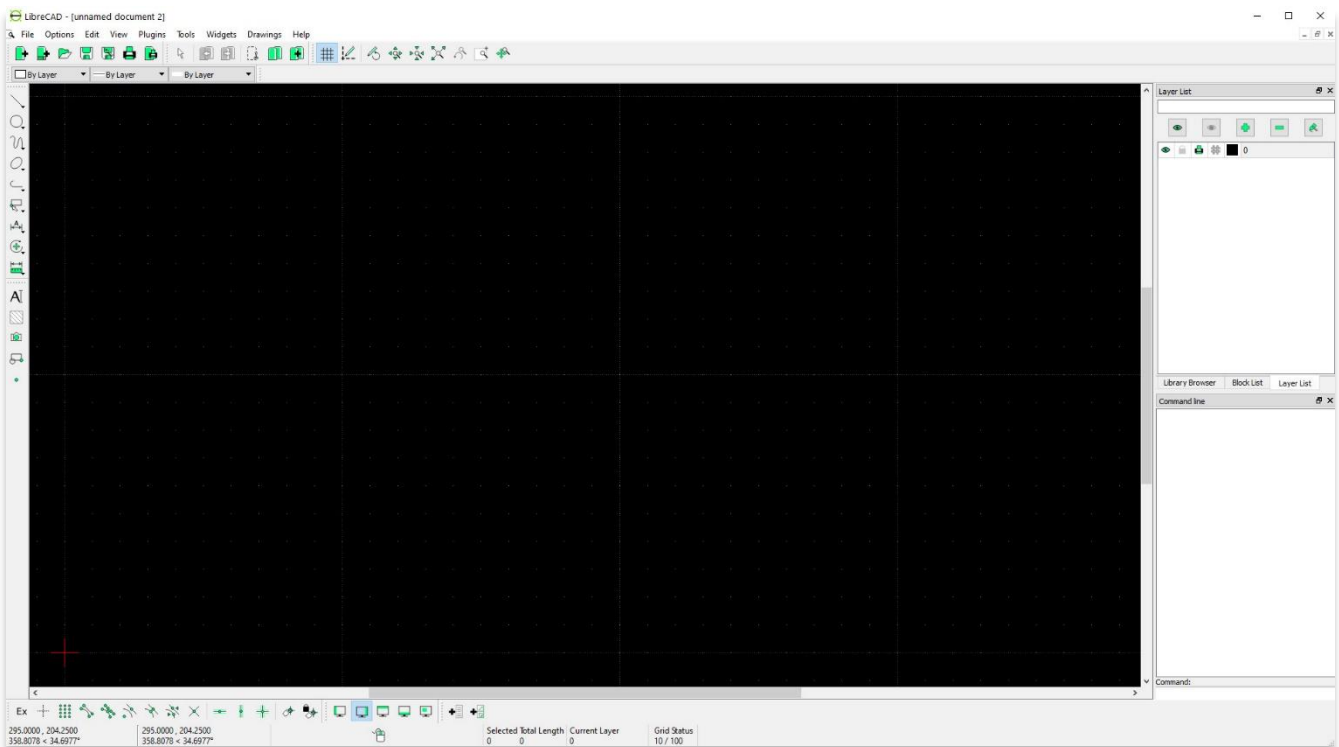 LibreCAD - [unnamed document 2]
File Options Edit View Plugins Tools Widgets Drawings Help
By Layer By Layer By Layer
Layer List
0
Library Browser Block List Layer List
Command line
Command:
Ex
295.0000 , 204.2500 295.0000 , 204.2500 Selected Total Length Current Layer Grid Status
358.8078 < 34.6977° 358.8078 < 34.6977° 0 0 0 10 / 100